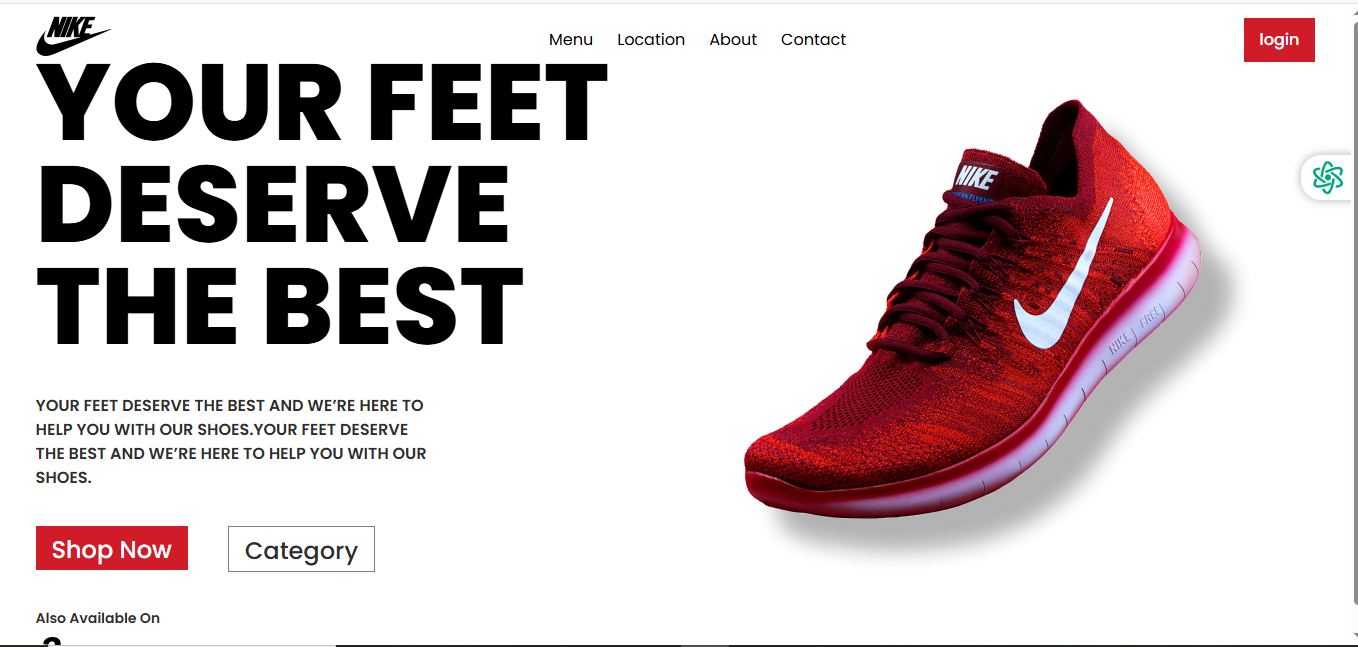 NIKE
Menu Location About Contact
login
YOUR FEET
DESERVE
THE BEST
NIKE
NIKE FREE
YOUR FEET DESERVE THE BEST AND WE’RE HERE TO
HELP YOU WITH OUR SHOES.YOUR FEET DESERVE
THE BEST AND WE’RE HERE TO HELP YOU WITH OUR
SHOES.
Shop Now Category
Also Available On